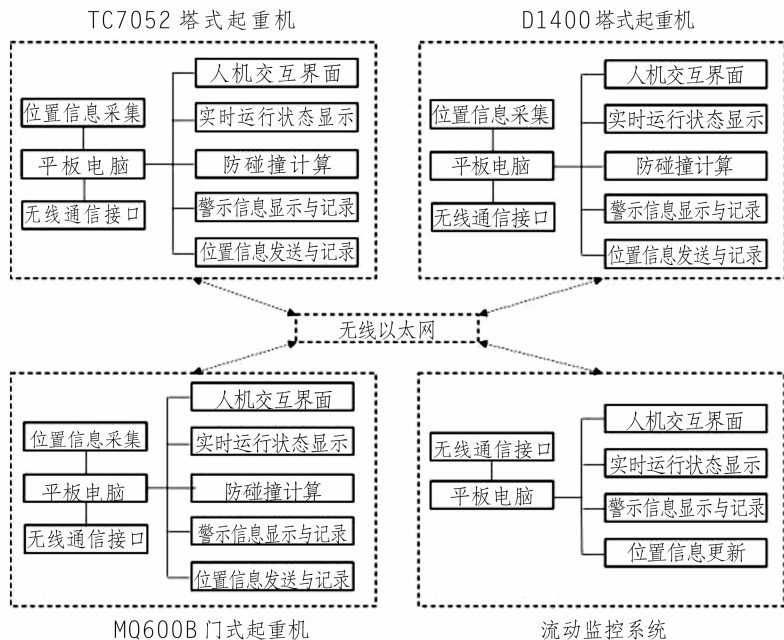 TC7052 塔式起重机
人机交互界面
位置信息采集
实时运行状态显示
平板电脑
防碰撞计算
无线通信接口
警示信息显示与记录
位置信息发送与记录
D1400 塔式起重机
人机交互界面
位置信息采集
实时运行状态显示
平板电脑
防碰撞计算
无线通信接口
警示信息显示与记录
位置信息发送与记录
无线以太网
人机交互界面
位置信息采集
实时运行状态显示
平板电脑
防碰撞计算
无线通信接口
警示信息显示与记录
位置信息发送与记录
MQ600B 门式起重机
人机交互界面
无线通信接口
实时运行状态显示
平板电脑
警示信息显示与记录
位置信息更新
流动监控系统